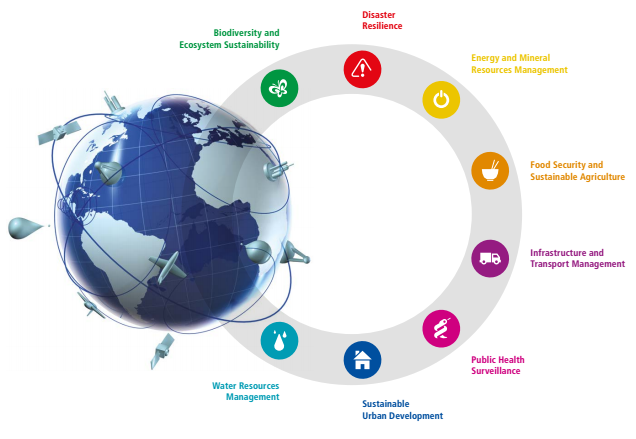 Disaster
Resilience
Biodiversity and
Ecosystem Sustainability
Energy and Mineral
Resources Management
Food Security and
Sustainable Agriculture
Infrastructure and
Transport Management
Public Health
Surveillance
Water Resources
Management
Sustainable
Urban Development